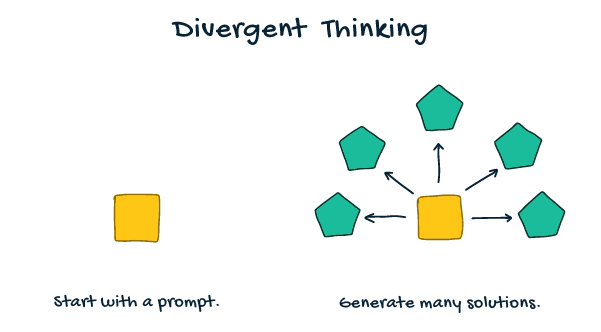 Divergent Thinking
Start with a prompt.
Generate many solutions.